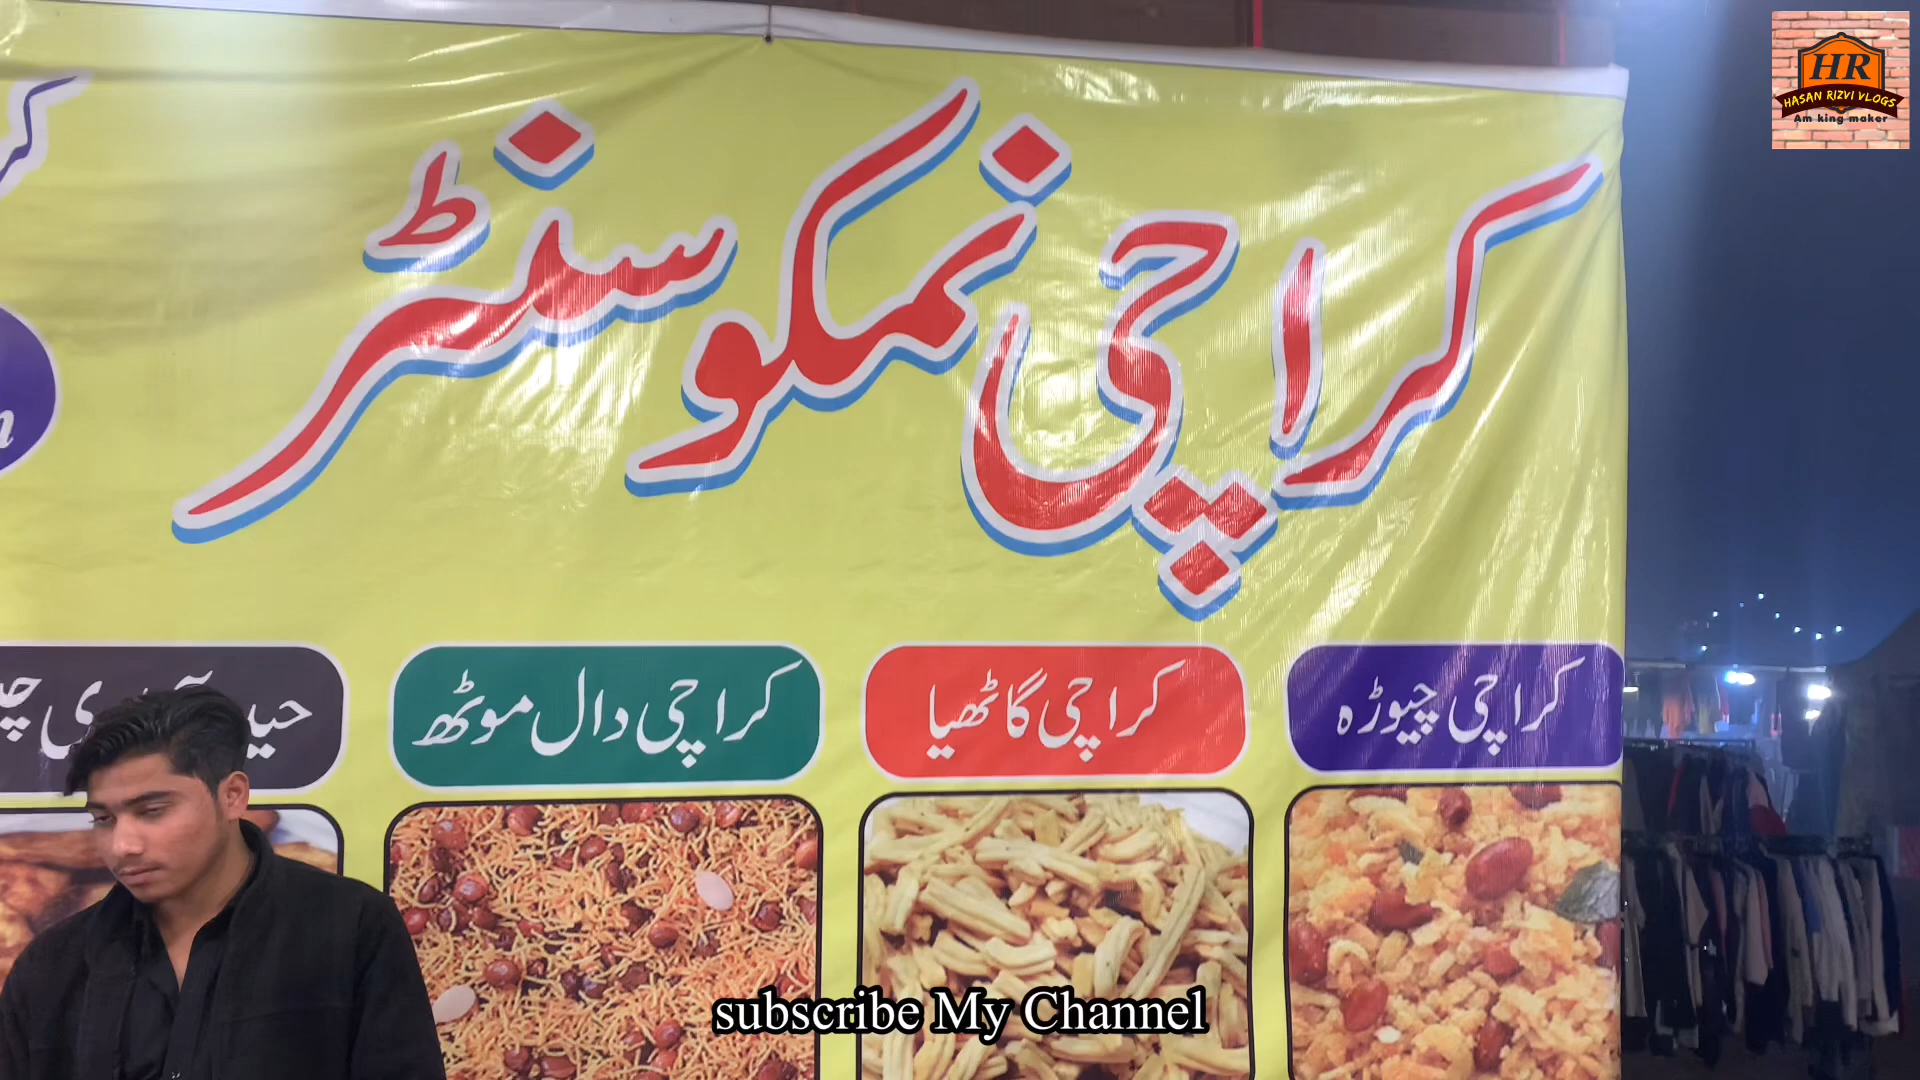 HR
HASAN RIZVI VLOGS
Am king maker
کراچی نمکو سنٹر
کراچی چیوڑہ
کراچی گاٹھیا
کراچی دال موٹھ
subscribe My Channel